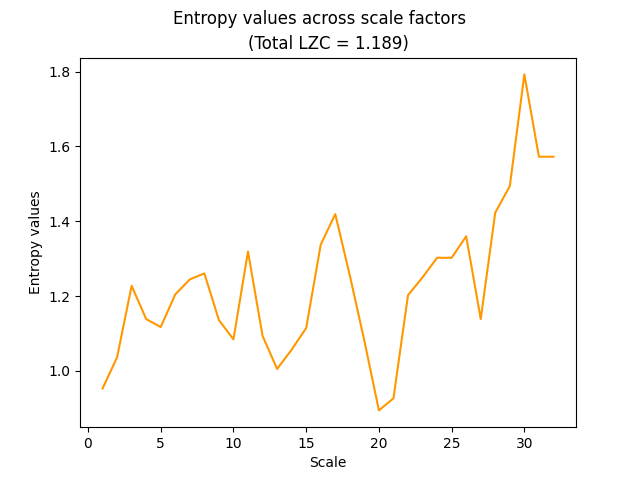 Entropy values across scale factors
(Total LZC = 1.189)
1.8
1.6
1.4
1.2
1.0
Entropy values
0 5 10 15 20 25 30
Scale